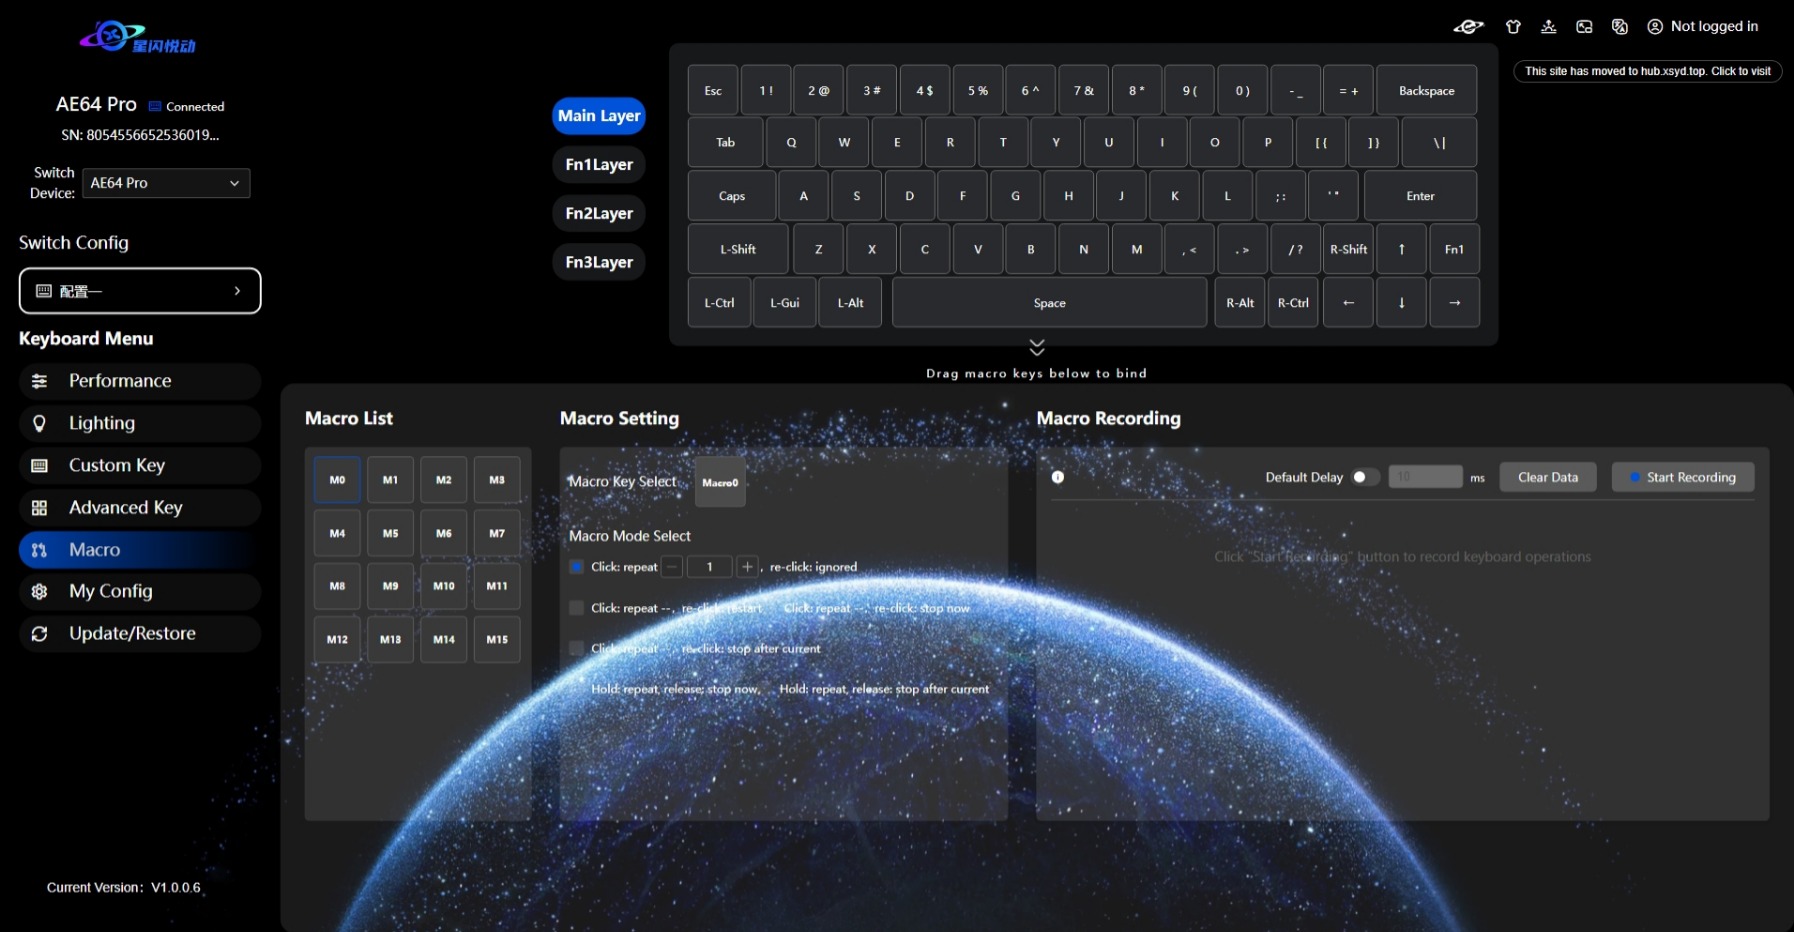 星闪悦动
Not logged in
This site has moved to hub.xsyd.top. Click to visit
AE64 Pro Connected
SN: 8054556652536019...
Switch Device: AE64 Pro
Switch Config
配置一
Keyboard Menu
Performance
Lighting
Custom Key
Advanced Key
Macro
My Config
Update/Restore
Current Version: V1.0.0.6
Main Layer
Fn1Layer
Fn2Layer
Fn3Layer
Esc 1 ! 2 @ 3 # 4 $ 5 % 6 ^ 7 & 8 * 9 ( 0 ) - _ = + Backspace
Tab Q W E R T Y U I O P [ { ] } \ |
Caps A S D F G H J K L ; : ' " Enter
L-Shift Z X C V B N M , < . > / ? R-Shift ↑ Fn1
L-Ctrl L-Gui L-Alt Space R-Alt R-Ctrl ← ↓ →
Drag macro keys below to bind
Macro List
M0 M1 M2 M3
M4 M5 M6 M7
M8 M9 M10 M11
M12 M13 M14 M15
Macro Setting
Macro Key Select Macro0
Macro Mode Select
Click: repeat − 1 + , re-click: ignored
Click: repeat --, re-click: restart Click: repeat --, re-click: stop now
Click: repeat --, re-click: stop after current
Hold: repeat, release: stop now, Hold: repeat, release: stop after current
Macro Recording
Default Delay 10 ms Clear Data Start Recording
Click "Start Recording" button to record keyboard operations